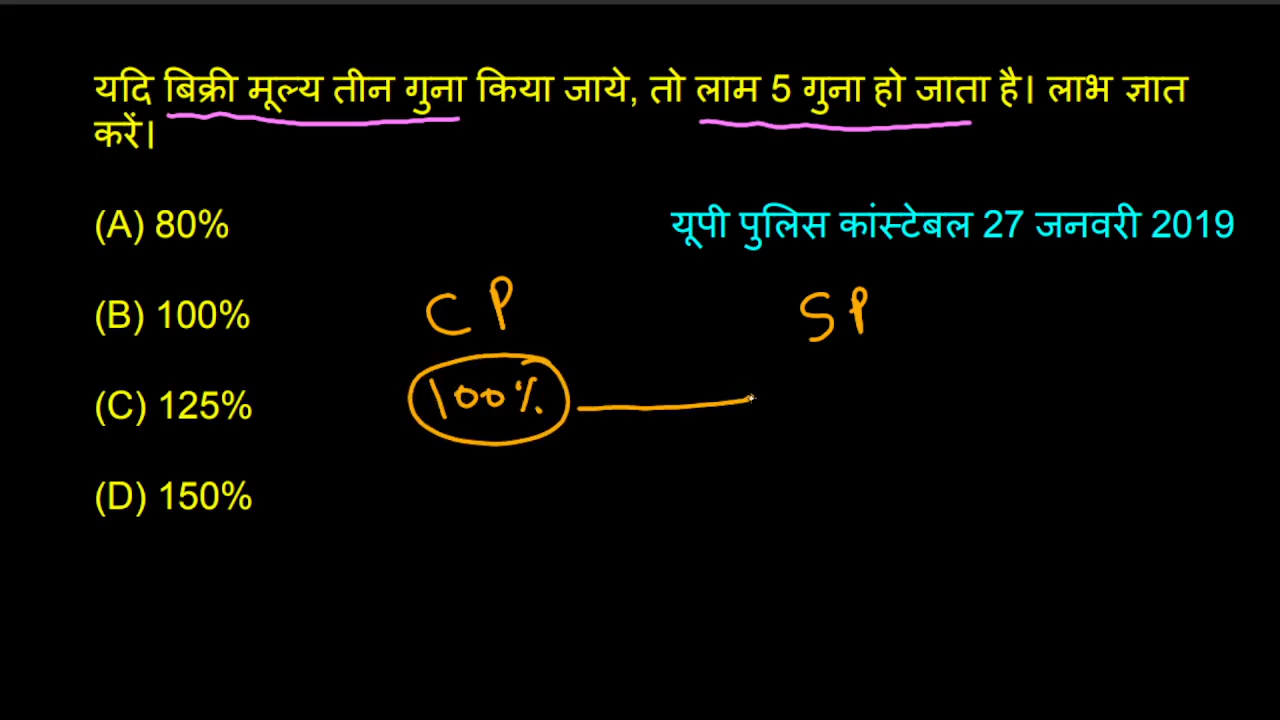 यदि बिक्री मूल्य तीन गुना किया जाये, तो लाम 5 गुना हो जाता है। लाभ ज्ञात
करें।
(A) 80%
यूपी पुलिस कांस्टेबल 27 जनवरी 2019
(B) 100%
CP
SP
(C) 125%
100%
(D) 150%